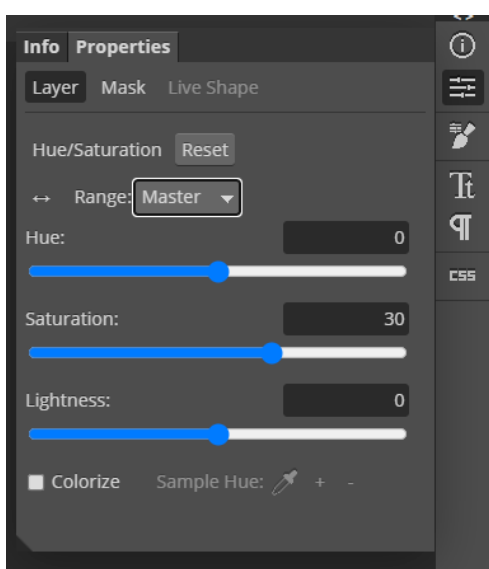 Info Properties
Layer Mask Live Shape
Hue/Saturation Reset
↔ Range: Master
Hue: 0
Saturation: 30
Lightness: 0
Colorize Sample Hue: + -
Tt
¶
CSS